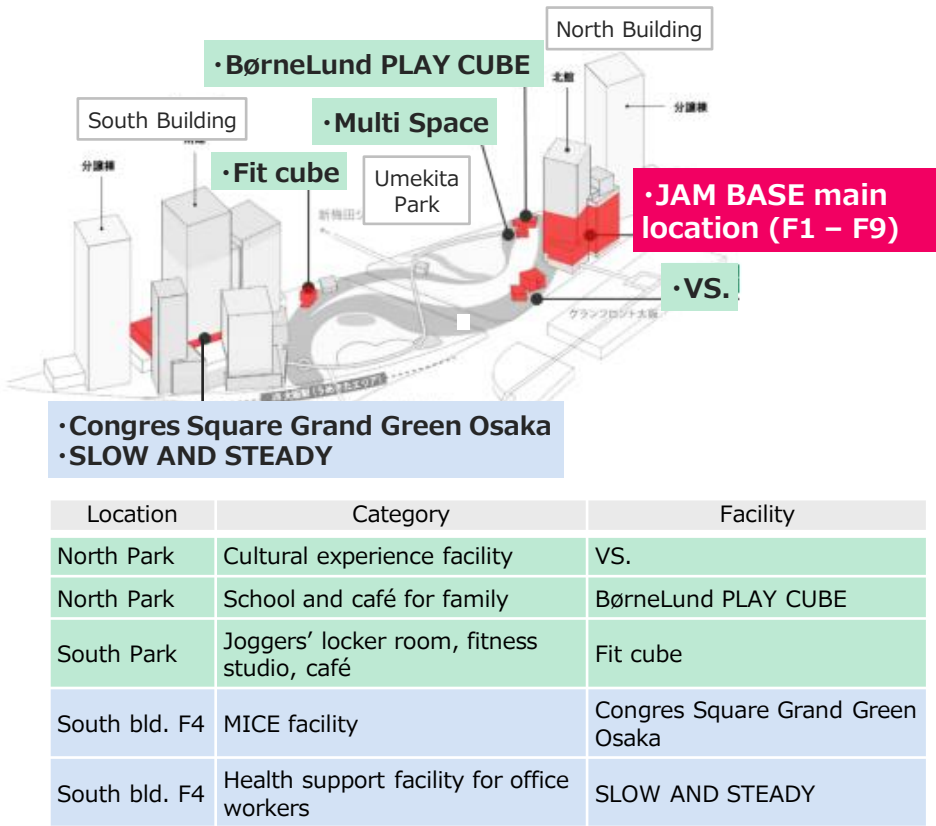 North Building
・BørneLund PLAY CUBE
北館
分譲棟
South Building
・Multi Space
分譲棟
・Fit cube
Umekita
Park
・JAM BASE main
location (F1 – F9)
・VS.
グランフロント大阪
・Congres Square Grand Green Osaka
・SLOW AND STEADY
Location Category Facility
North Park Cultural experience facility VS.
North Park School and café for family BørneLund PLAY CUBE
South Park Joggers’ locker room, fitness
studio, café Fit cube
South bld. F4 MICE facility Congres Square Grand Green
Osaka
South bld. F4 Health support facility for office
workers SLOW AND STEADY